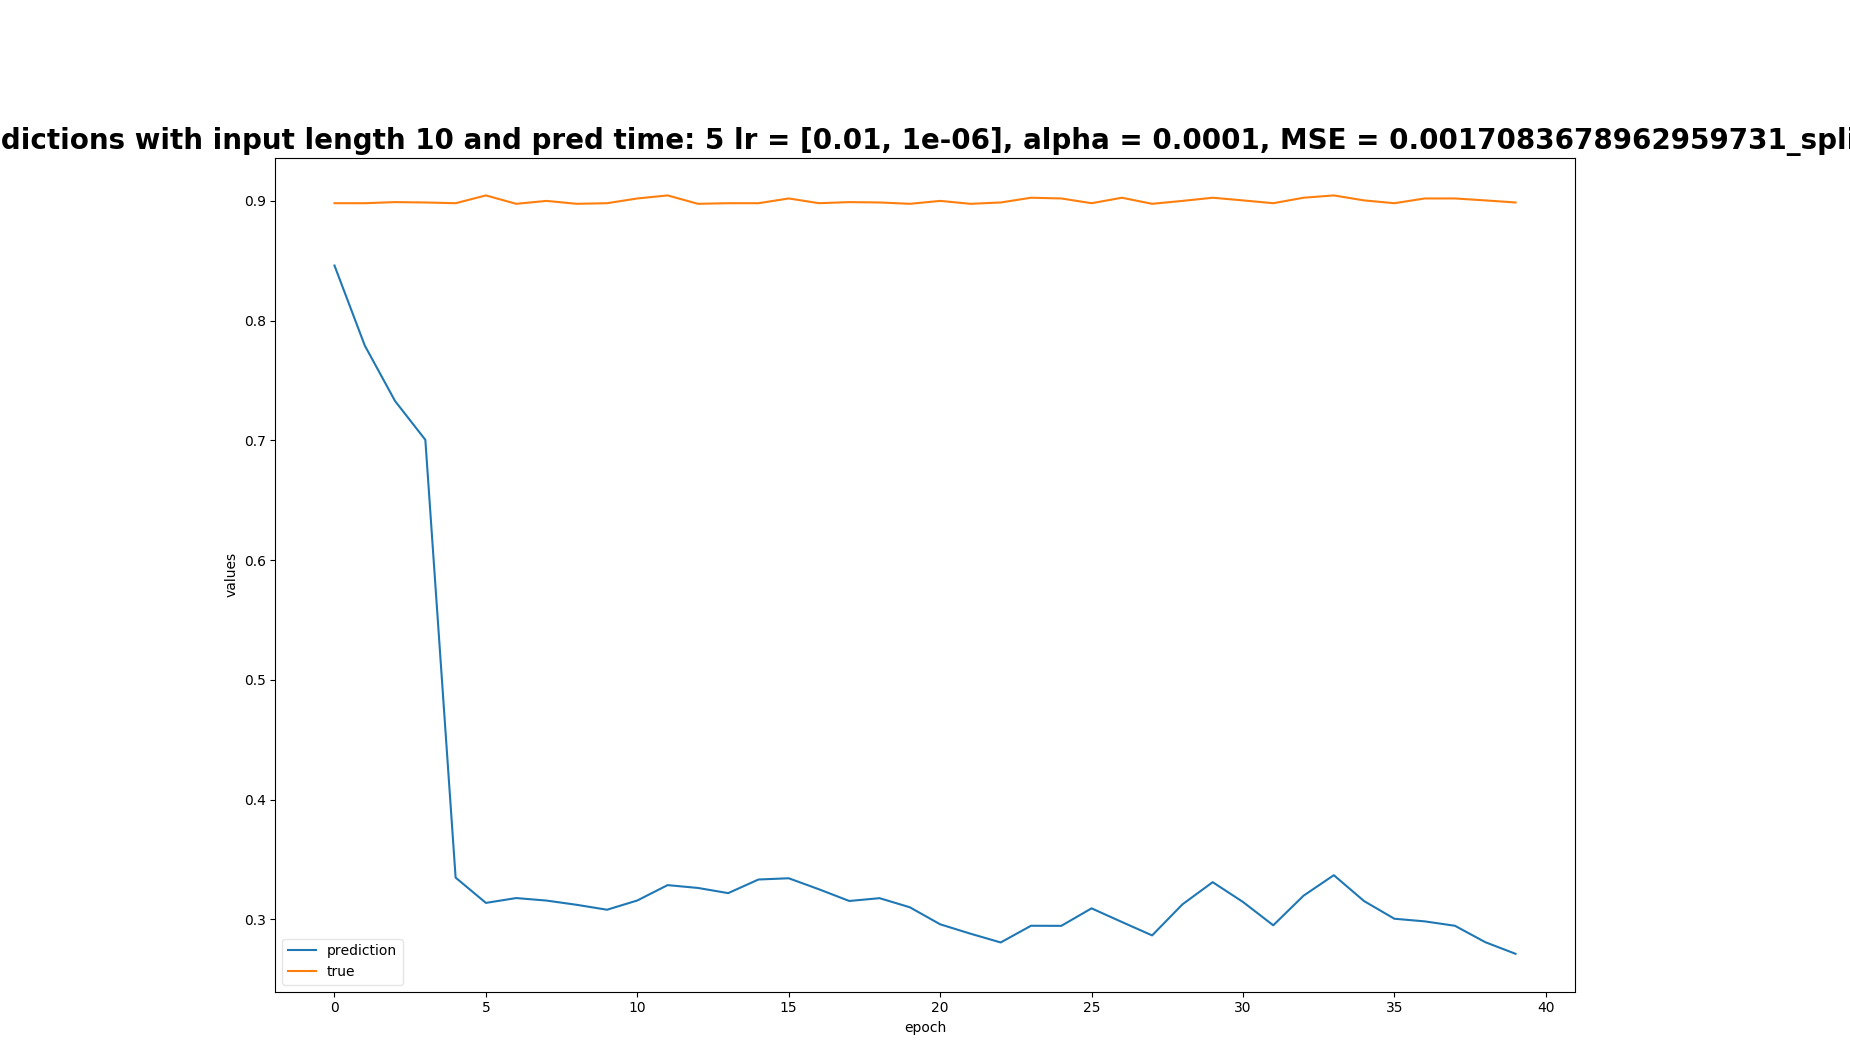 dictions with input length 10 and pred time: 5 lr = [0.01, 1e-06], alpha = 0.0001, MSE = 0.0017083678962959731_spli
0.9
0.8
0.7
0.6
values
0.5
0.4
0.3
prediction
true
0 5 10 15 20 25 30 35 40
epoch